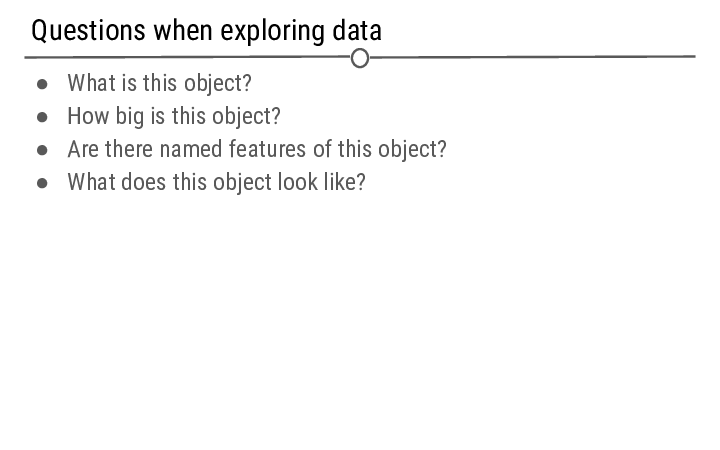 Questions when exploring data
● What is this object?
● How big is this object?
● Are there named features of this object?
● What does this object look like?